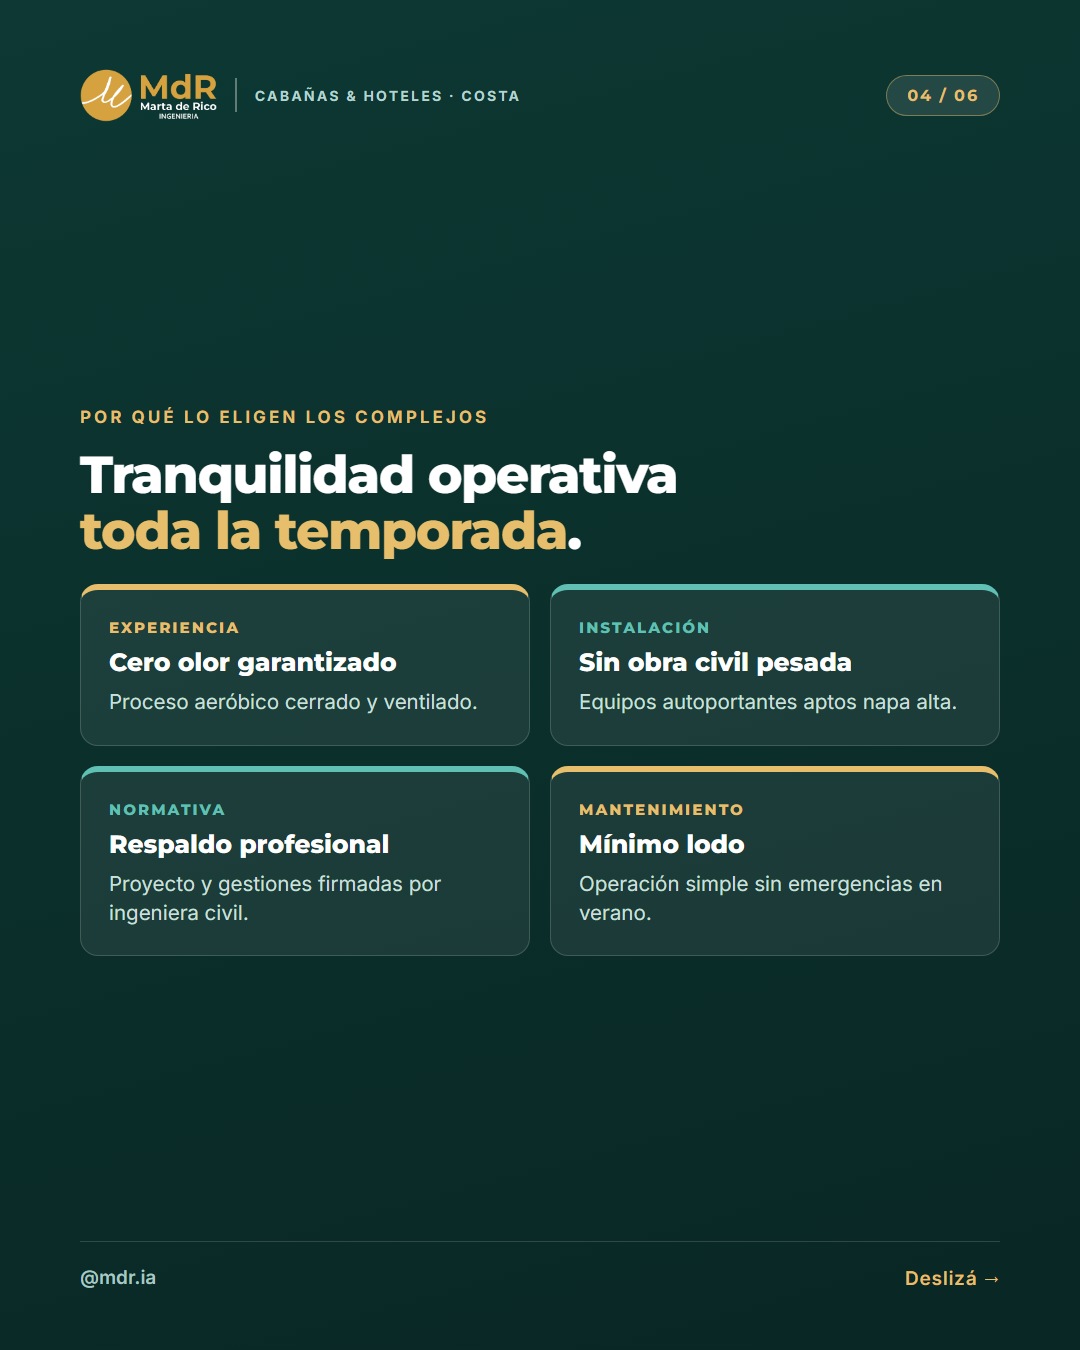 MdR
Marta de Rico
INGENIERIA
CABAÑAS & HOTELES · COSTA
04 / 06
POR QUÉ LO ELIGEN LOS COMPLEJOS
Tranquilidad operativa
toda la temporada.
EXPERIENCIA
Cero olor garantizado
Proceso aeróbico cerrado y ventilado.
INSTALACIÓN
Sin obra civil pesada
Equipos autoportantes aptos napa alta.
NORMATIVA
Respaldo profesional
Proyecto y gestiones firmadas por
ingeniera civil.
MANTENIMIENTO
Mínimo lodo
Operación simple sin emergencias en
verano.
@mdr.ia
Deslizá →